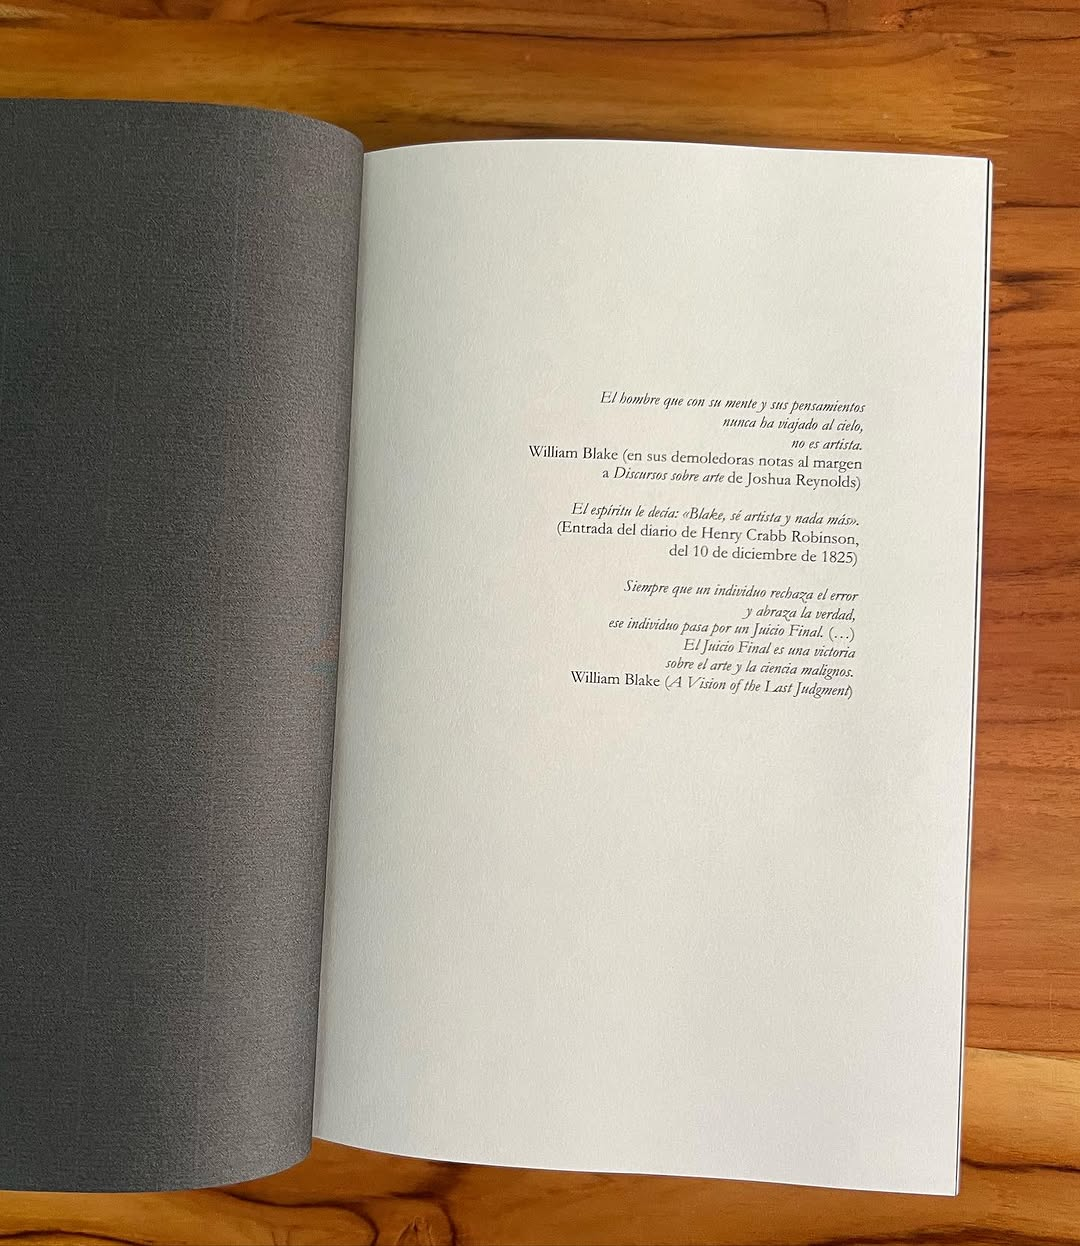 El hombre que con su mente y sus pensamientos
nunca ha viajado al cielo,
no es artista.
William Blake (en sus demoledoras notas al margen
a Discursos sobre arte de Joshua Reynolds)
El espíritu le decía: «Blake, sé artista y nada más».
(Entrada del diario de Henry Crabb Robinson,
del 10 de diciembre de 1825)
Siempre que un individuo rechaza el error
y abraza la verdad,
ese individuo pasa por un Juicio Final. (…)
El Juicio Final es una victoria
sobre el arte y la ciencia malignos.
William Blake (A Vision of the Last Judgment)